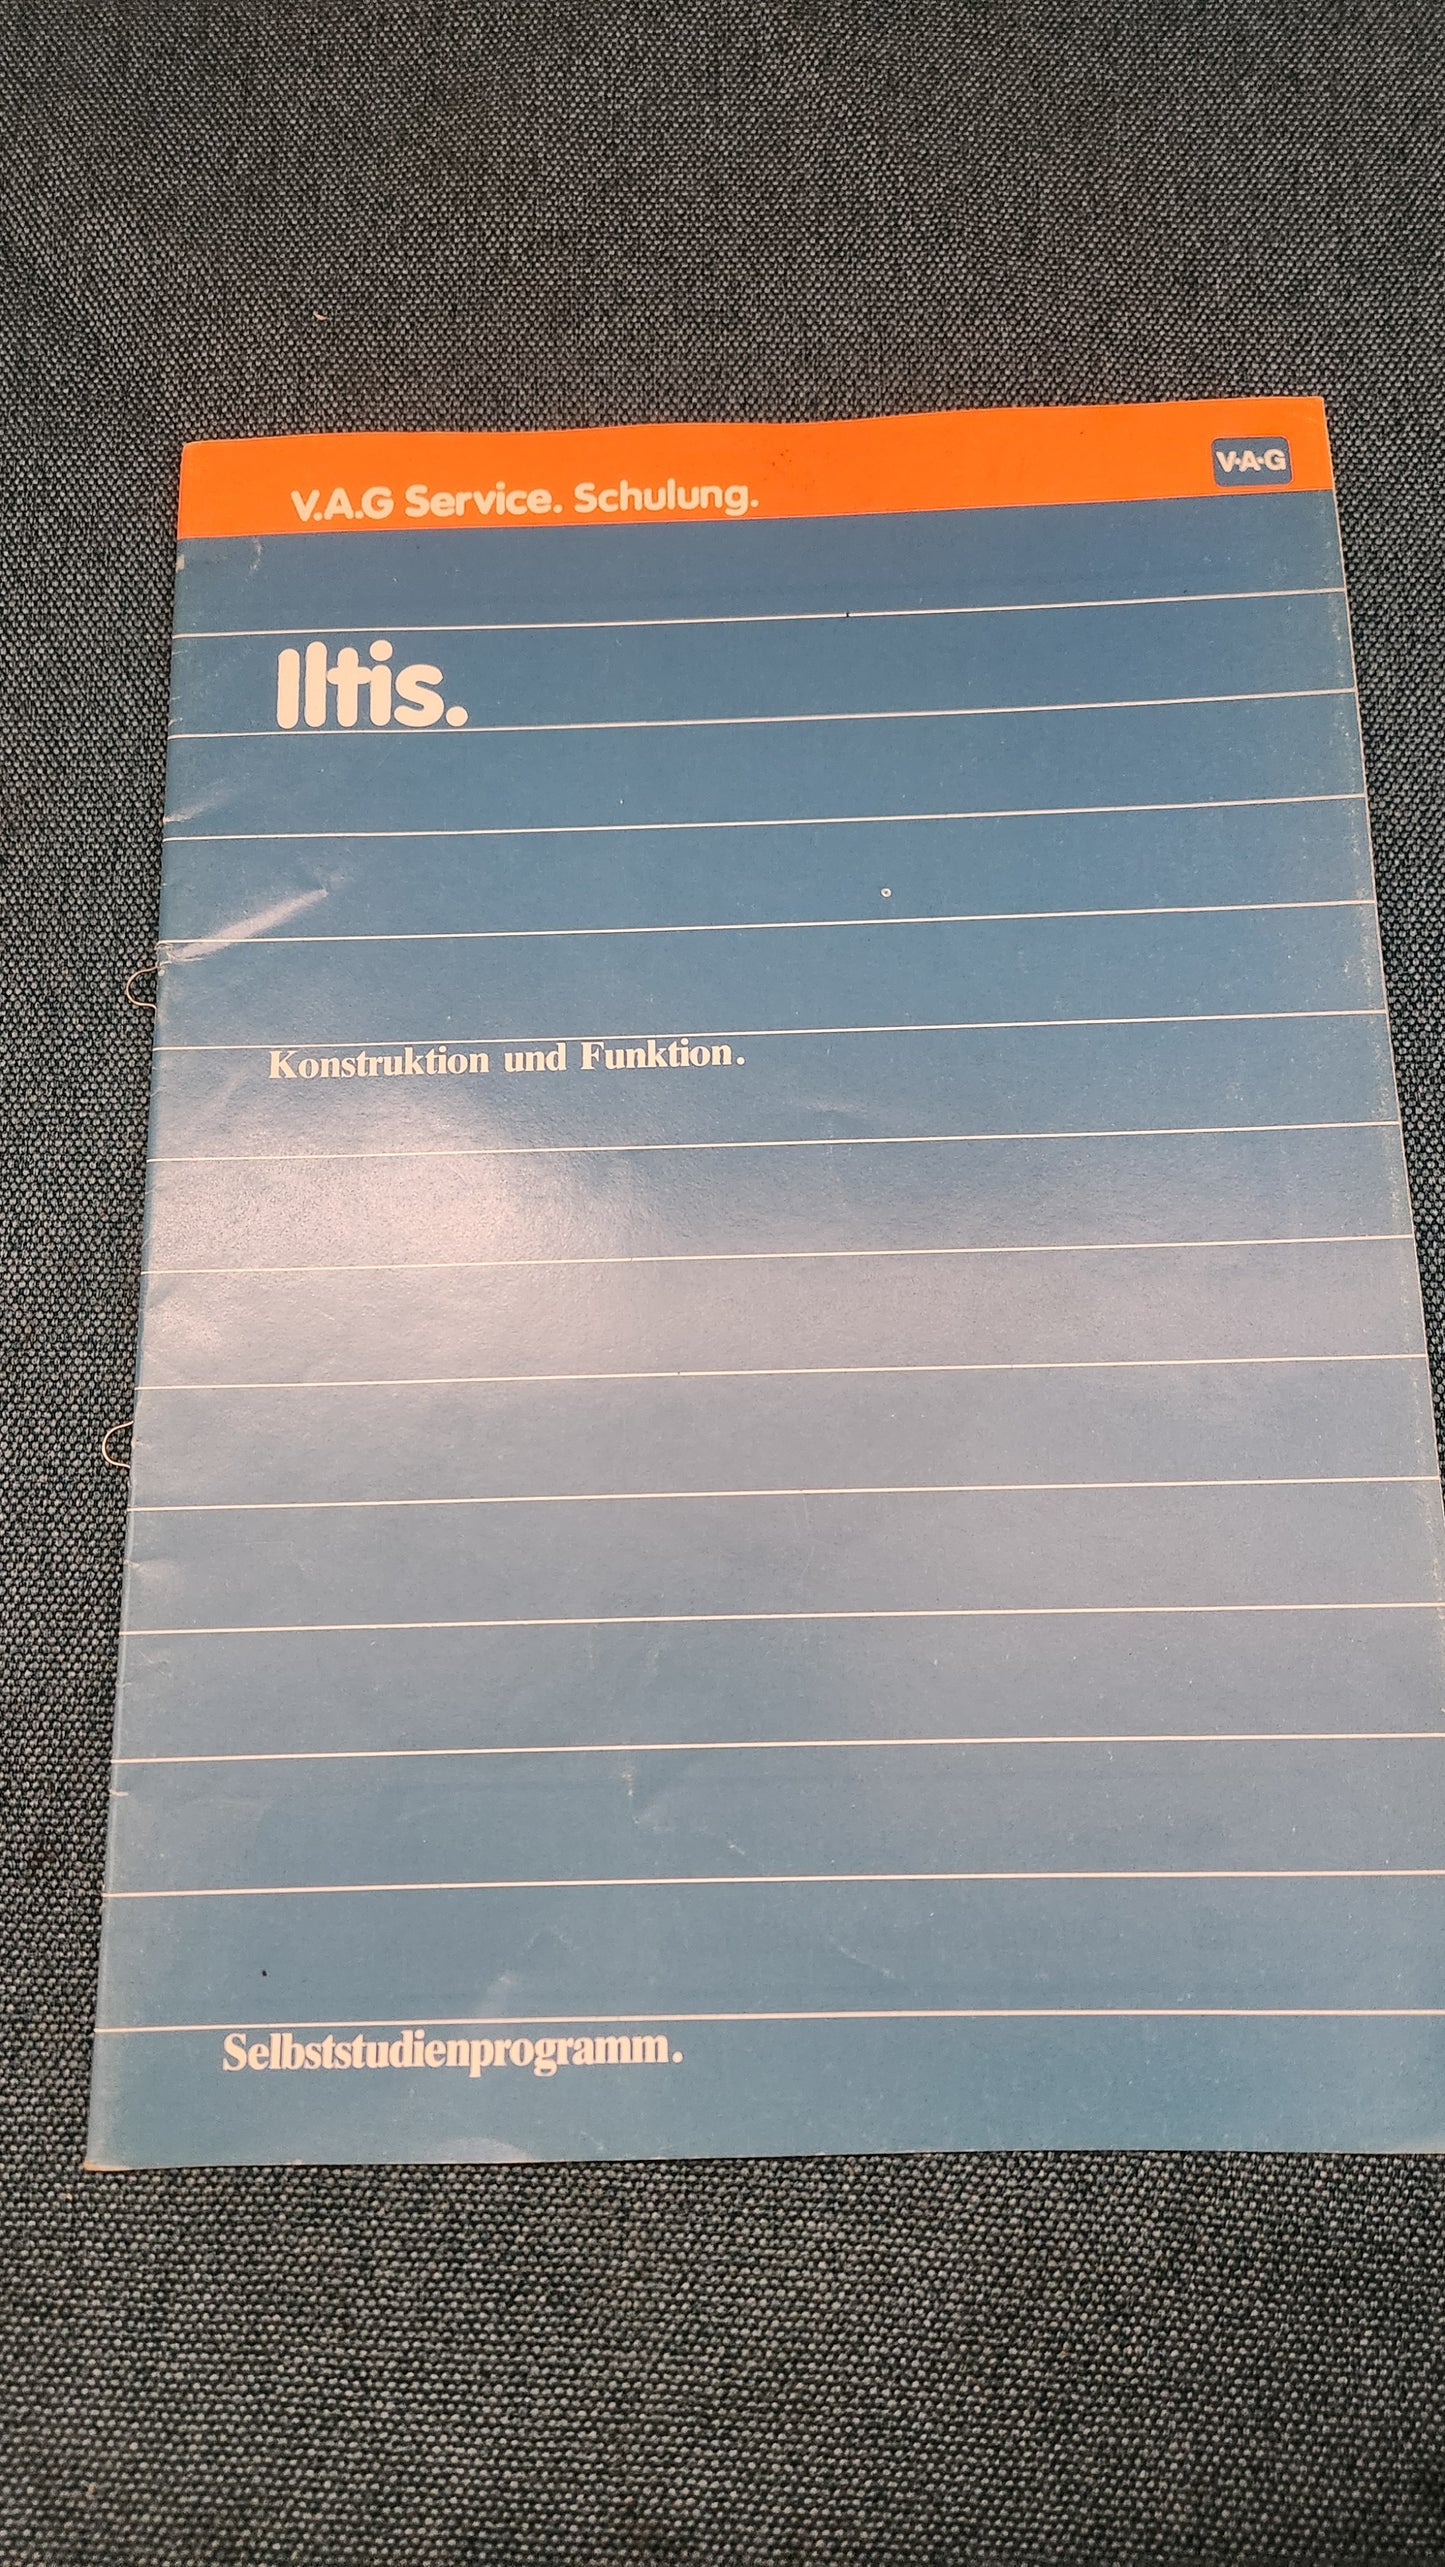 V.A.G Service. Schulung.
V·A·G
Iltis.
Konstruktion und Funktion.
Selbststudienprogramm.